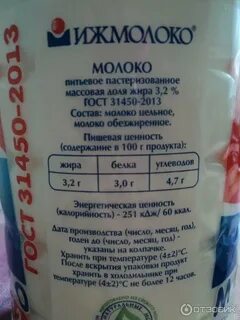 ИЖМОЛОКО®
МОЛОКО
питьевое пастеризованное
массовая доля жира 3,2 %
ГОСТ 31450-2013
Состав: молоко цельное,
молоко обезжиренное.
Пищевая ценность
(содержание в 100 г продукта):
жира белка углеводов
3,2 г 3,0 г 4,7 г
Энергетическая ценность
(калорийность) - 251 кДж/ 60 ккал.
Дата производства (число, месяц, год),
годен до (число, месяц, год) -
указаны на колпачке.
Хранить при температуре (4±2)°С.
После вскрытия упаковки продукт
хранить в холодильнике при
температуре (4±2)°С не более 12 часов.
ГОСТ 31450-2013
ОТЗОВИК